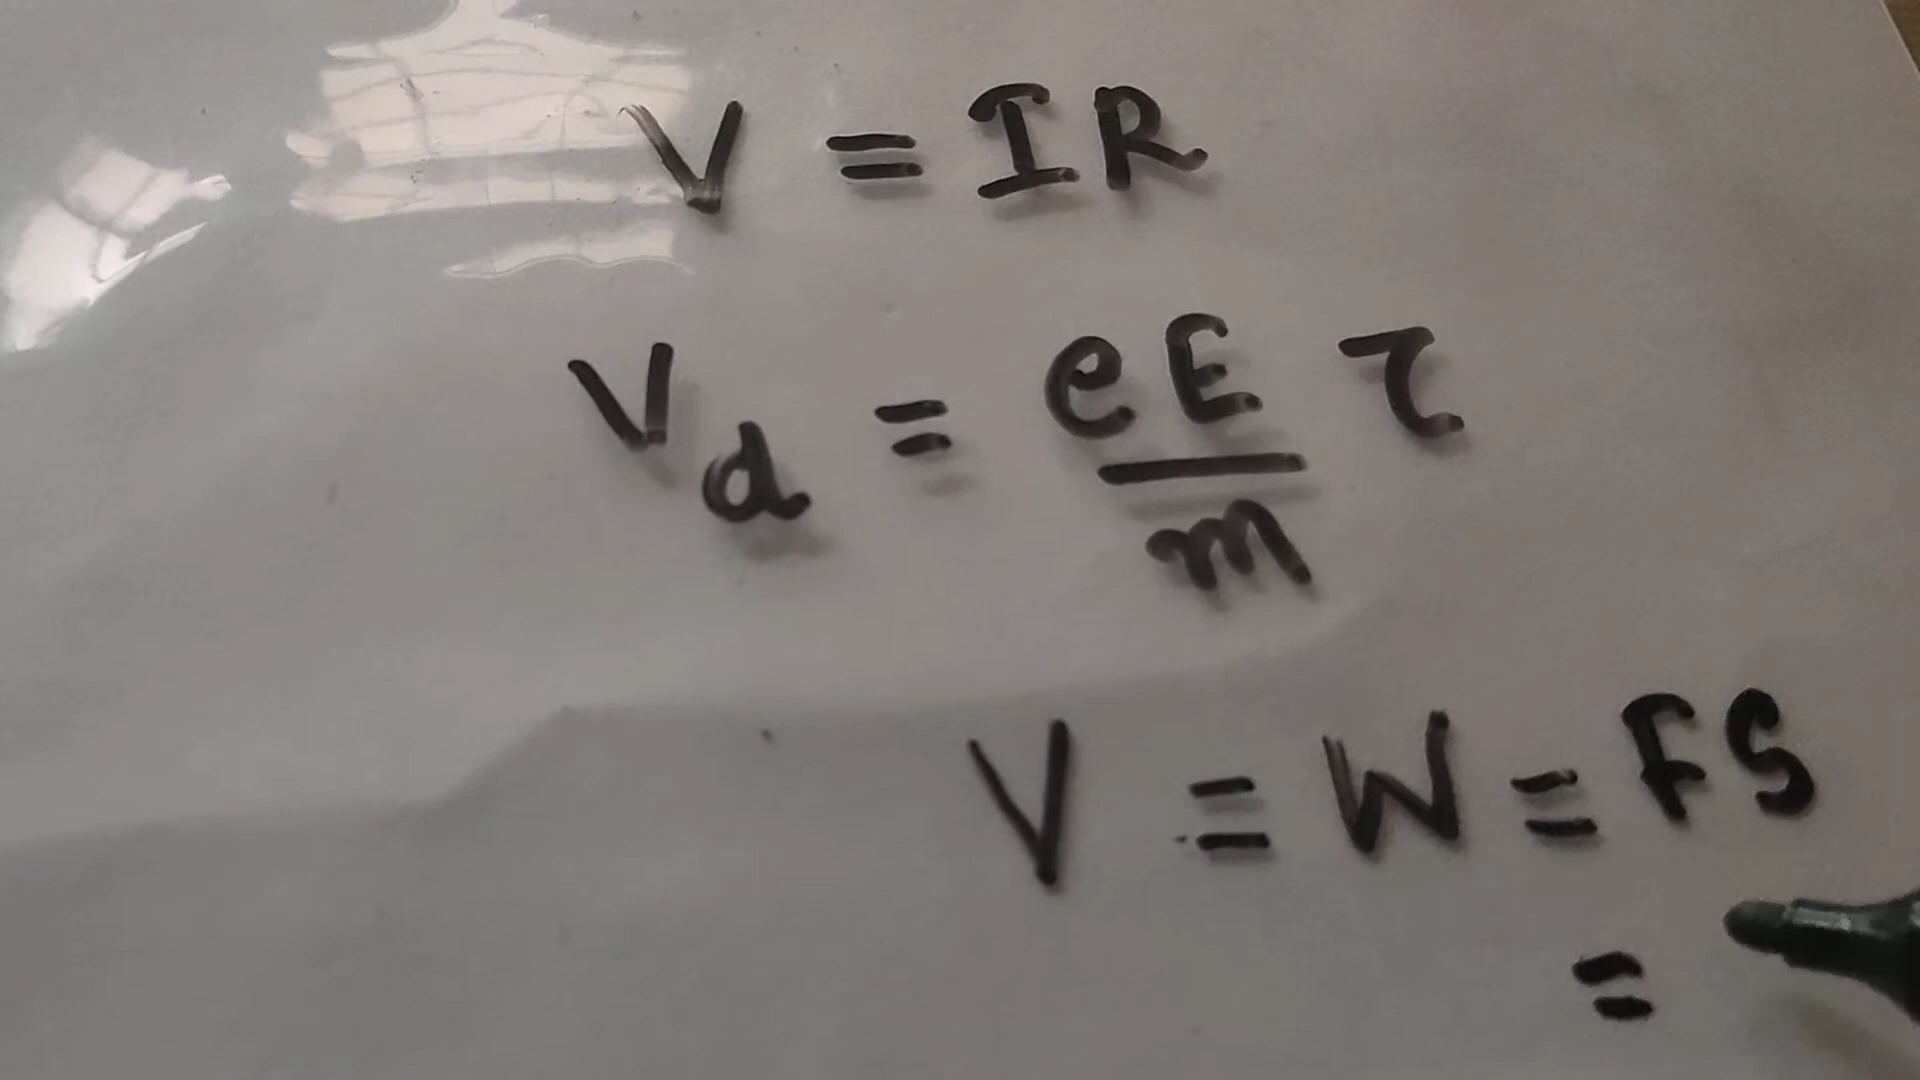 V = IR
Vd = eE/m τ
V = W = FS
=